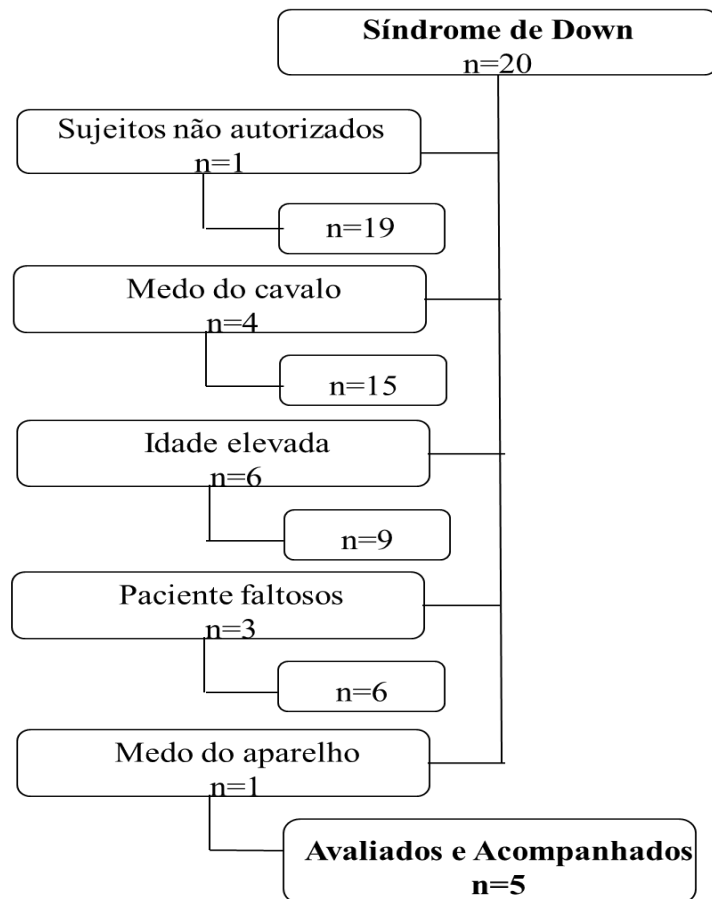 Síndrome de Down
n=20
Sujeitos não autorizados
n=1
n=19
Medo do cavalo
n=4
n=15
Idade elevada
n=6
n=9
Paciente faltosos
n=3
n=6
Medo do aparelho
n=1
Avaliados e Acompanhados
n=5